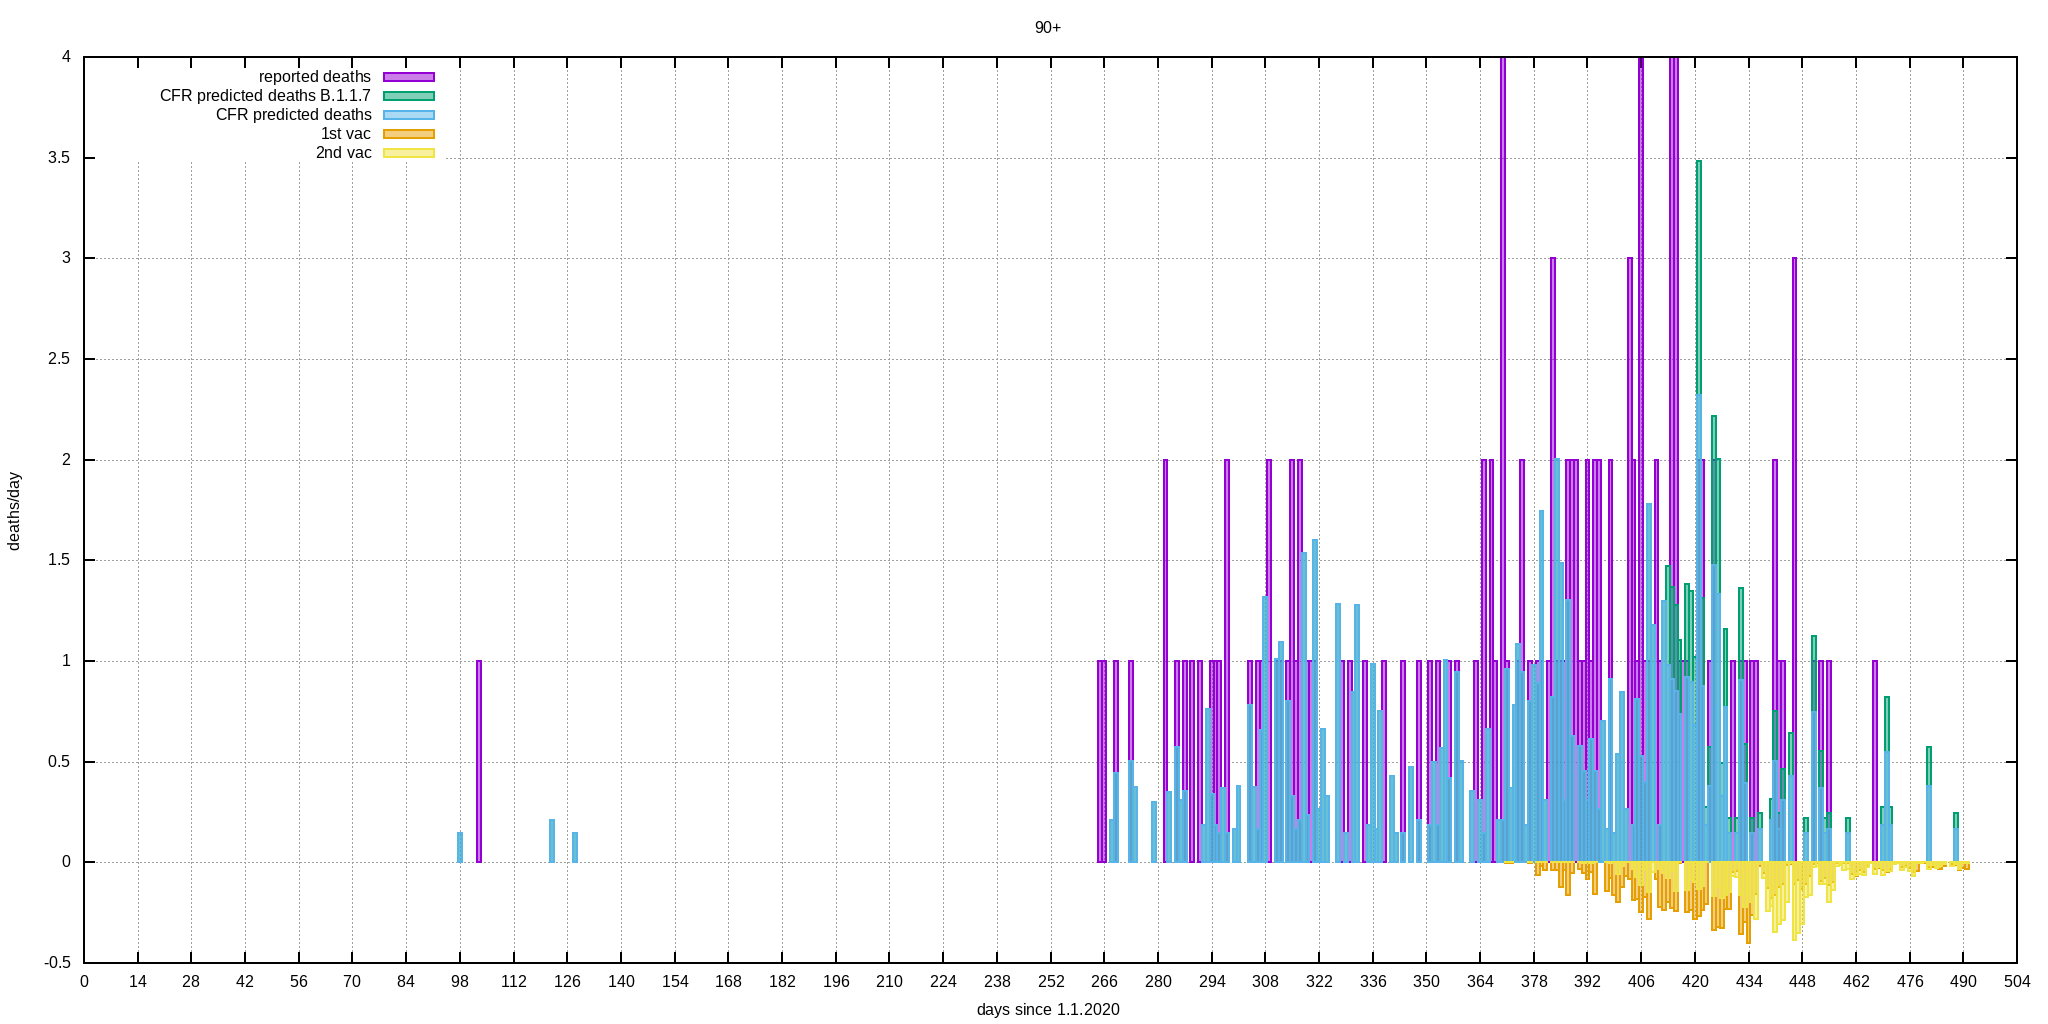 90+
reported deaths
CFR predicted deaths B.1.1.7
CFR predicted deaths
1st vac
2nd vac
4
3.5
3
2.5
2
1.5
1
0.5
0
-0.5
deaths/day
0 14 28 42 56 70 84 98 112 126 140 154 168 182 196 210 224 238 252 266 280 294 308 322 336 350 364 378 392 406 420 434 448 462 476 490 504
days since 1.1.2020